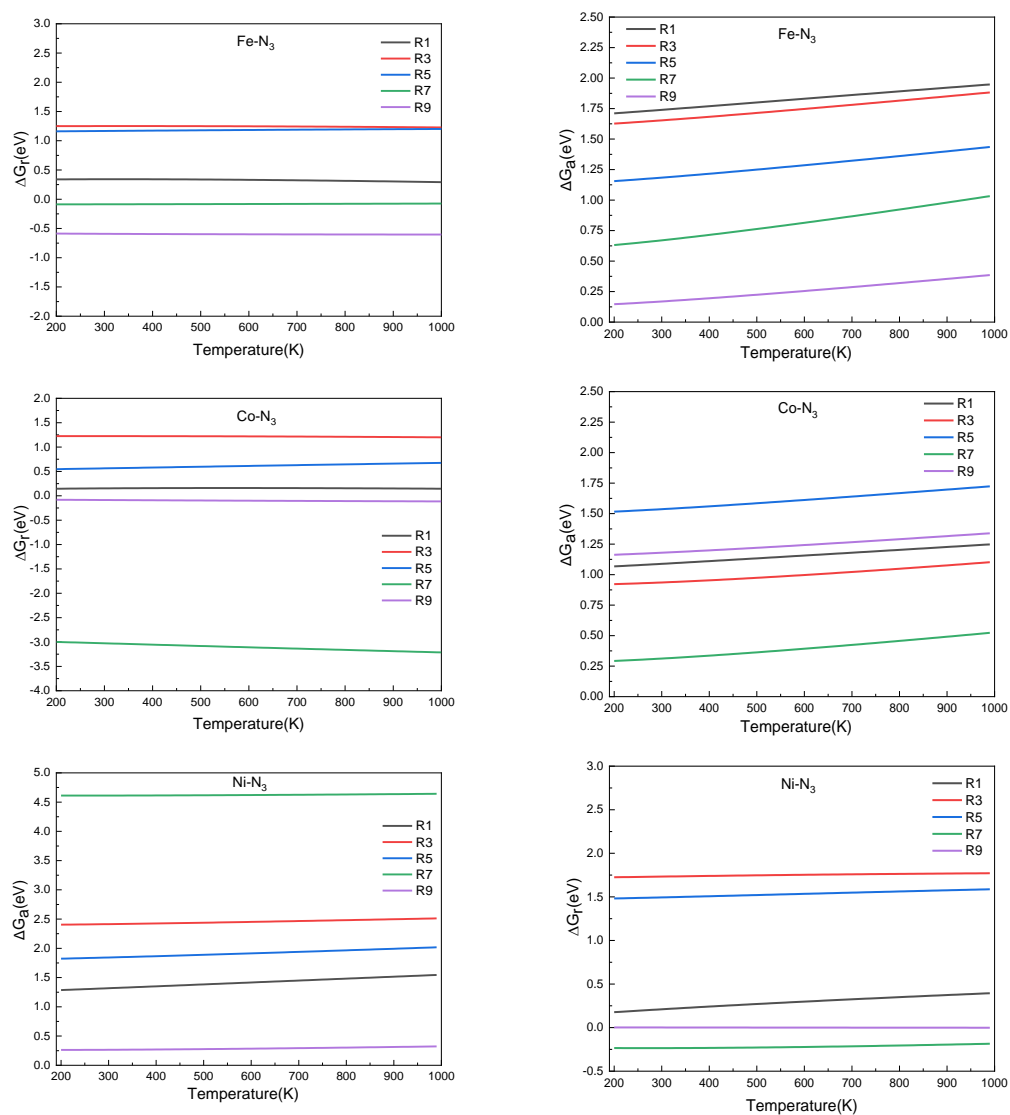 Fe-N3
R1
R3
R5
R7
R9
3.0
2.5
2.0
1.5
1.0
0.5
0.0
-0.5
-1.0
-1.5
-2.0
ΔGr(eV)
200 300 400 500 600 700 800 900 1000
Temperature(K)
Fe-N3
R1
R3
R5
R7
R9
2.50
2.25
2.00
1.75
1.50
1.25
1.00
0.75
0.50
0.25
0.00
ΔGa(eV)
200 300 400 500 600 700 800 900 1000
Temperature(K)
Co-N3
R1
R3
R5
R7
R9
2.0
1.5
1.0
0.5
0.0
-0.5
-1.0
-1.5
-2.0
-2.5
-3.0
-3.5
-4.0
ΔGr(eV)
200 300 400 500 600 700 800 900 1000
Temperature(K)
Co-N3
R1
R3
R5
R7
R9
2.50
2.25
2.00
1.75
1.50
1.25
1.00
0.75
0.50
0.25
0.00
ΔGa(eV)
200 300 400 500 600 700 800 900 1000
Temperature(K)
Ni-N3
R1
R3
R5
R7
R9
5.0
4.5
4.0
3.5
3.0
2.5
2.0
1.5
1.0
0.5
0.0
ΔGa(eV)
200 300 400 500 600 700 800 900 1000
Temperature(K)
Ni-N3
R1
R3
R5
R7
R9
3.0
2.5
2.0
1.5
1.0
0.5
0.0
-0.5
ΔGr(eV)
200 300 400 500 600 700 800 900 1000
Temperature(K)